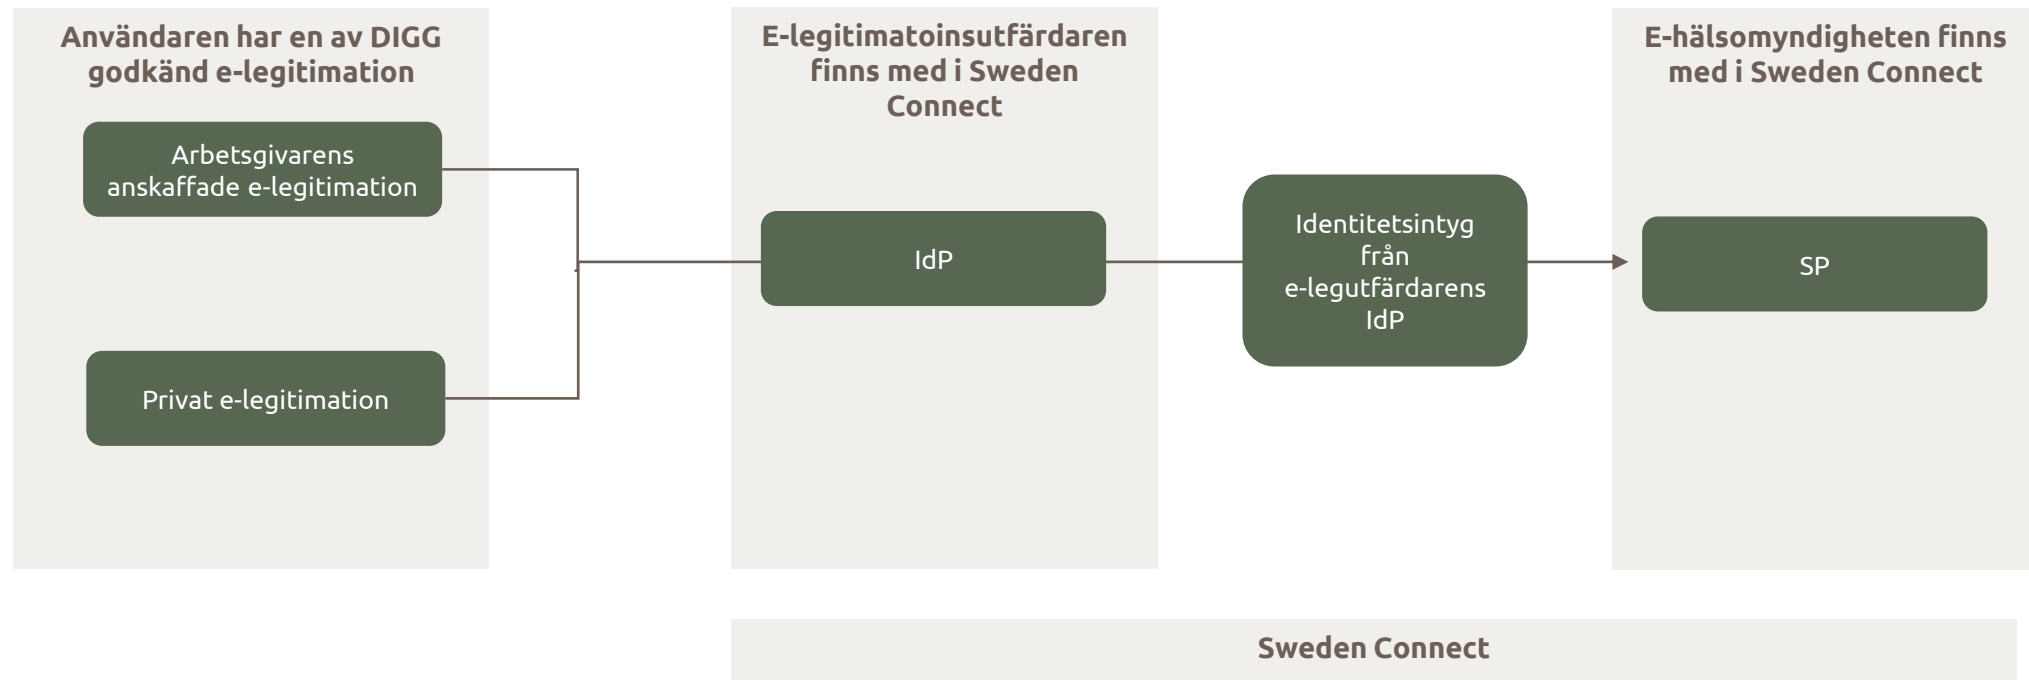 Användaren har en av DIGG
godkänd e-legitimation
Arbetsgivarens
anskaffade e-legitimation
Privat e-legitimation
E-legitimatoinsutfärdaren
finns med i Sweden
Connect
IdP
Identitetsintyg
från
e-legutfärdarens
IdP
E-hälsomyndigheten finns
med i Sweden Connect
SP
Sweden Connect